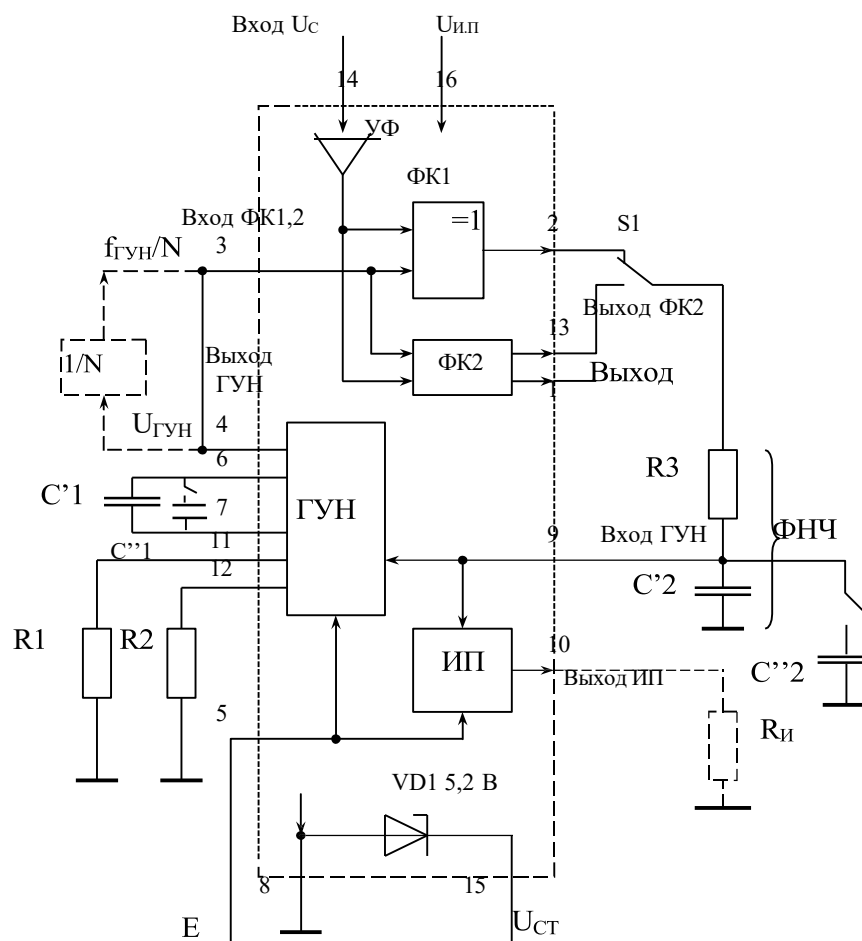 Вход UС
UИ.П
14
16
УФ
ФК1
Вход ФК1,2
=1
2
S1
3
fГУН/N
Выход ФК2
13
1/N
Выход
ГУН
ФК2
Выход
1
UГУН
4
6
R3
C’1
7
ГУН
9
Вход ГУН
ФНЧ
11
C’’1
12
C’2
R1
R2
10
ИП
Выход ИП
C’’2
5
RИ
VD1 5,2 В
8
15
E
UСТ